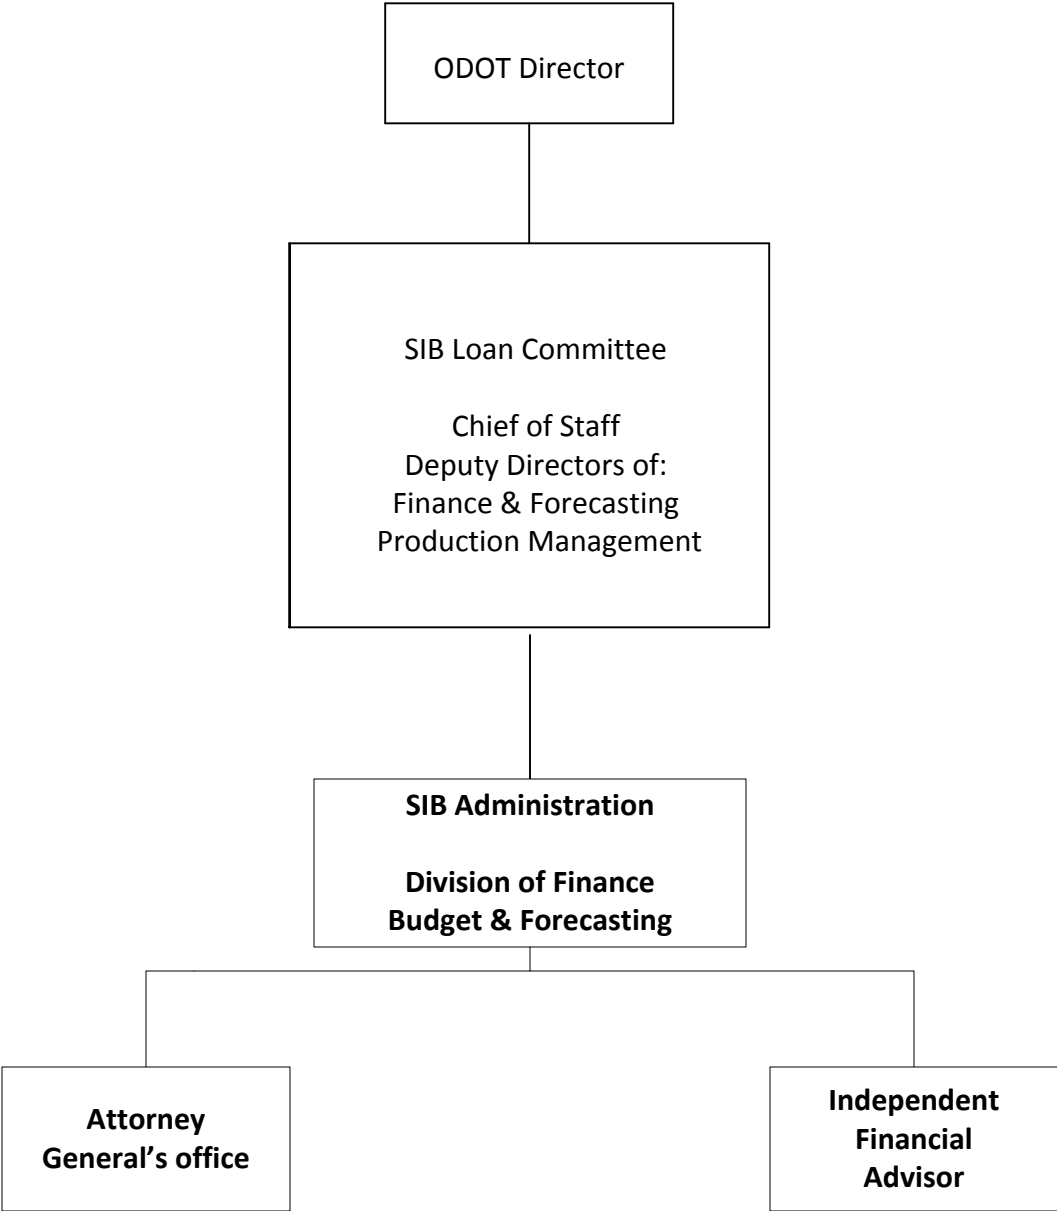 ODOT Director
SIB Loan Committee
Chief of Staff
Deputy Directors of:
Finance & Forecasting
Production Management
SIB Administration
Division of Finance
Budget & Forecasting
Attorney
General’s office
Independent
Financial
Advisor